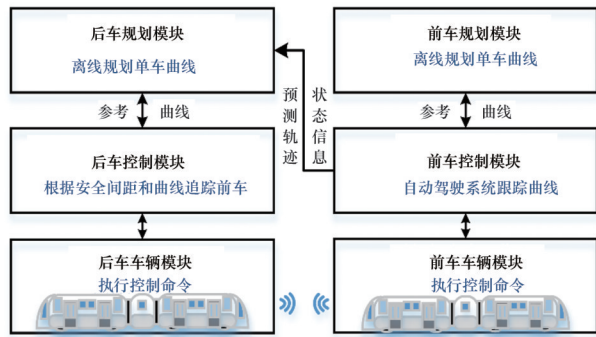 后车规划模块
离线规划单车曲线
参考 曲线
后车控制模块
根据安全间距和曲线追踪前车
后车车辆模块
执行控制命令
预测轨迹
状态信息
前车规划模块
离线规划单车曲线
参考 曲线
前车控制模块
自动驾驶系统跟踪曲线
前车车辆模块
执行控制命令